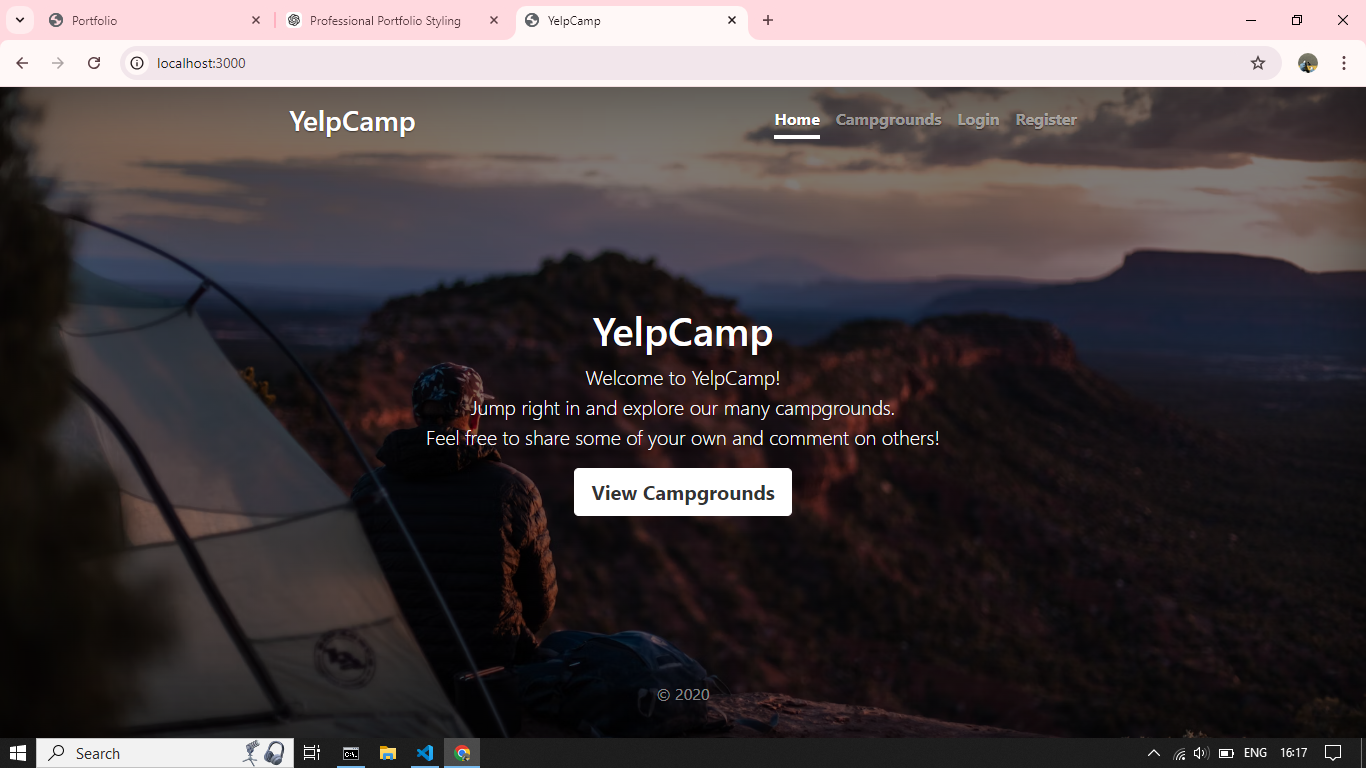 Portfolio
Professional Portfolio Styling
YelpCamp
localhost:3000
YelpCamp
Home
Campgrounds
Login
Register
YelpCamp
Welcome to YelpCamp!
Jump right in and explore our many campgrounds.
Feel free to share some of your own and comment on others!
View Campgrounds
© 2020
Search
ENG
16:17